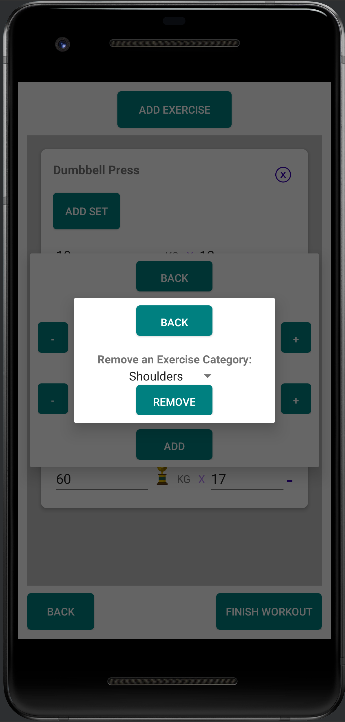 ADD EXERCISE
Dumbbell Press
X
ADD SET
BACK
BACK
- +
Remove an Exercise Category:
Shoulders
- REMOVE +
ADD
60 KG X 17 -
BACK FINISH WORKOUT